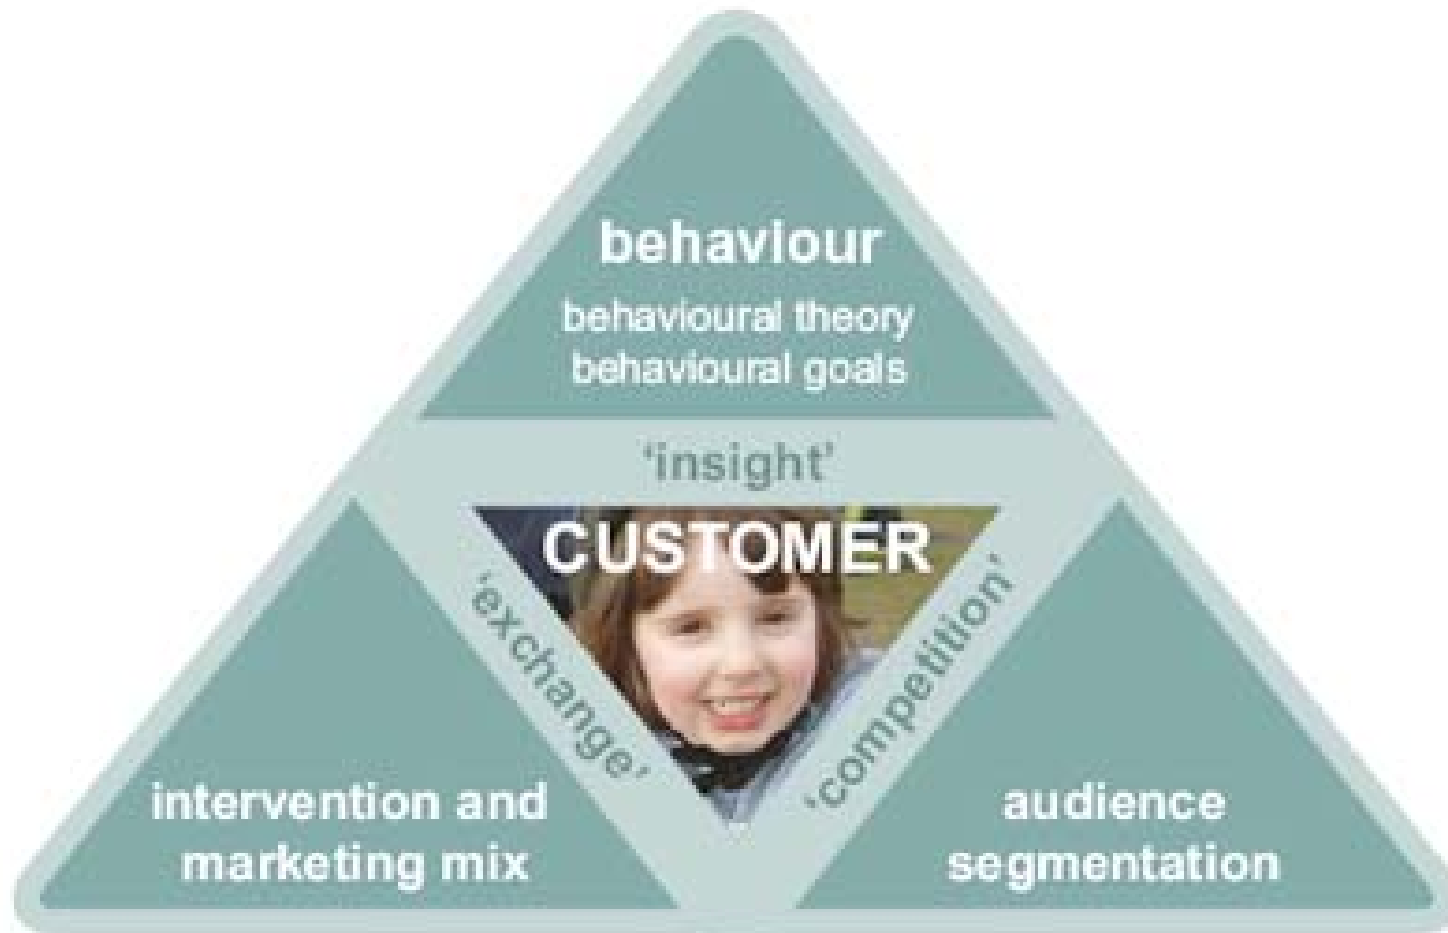 behaviour
behavioural theory
behavioural goals
‘insight’
CUSTOMER
‘exchange’
‘competition’
intervention and
marketing mix
audience
segmentation